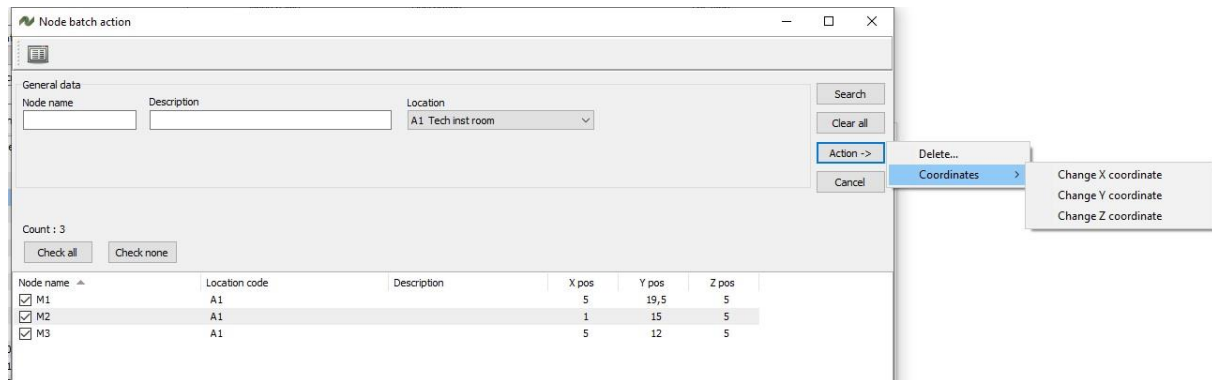 Node batch action
General data
Node name Description Location
A1 Tech inst room
Search
Clear all
Action ->
Cancel
Delete...
Coordinates >
Change X coordinate
Change Y coordinate
Change Z coordinate
Count : 3
Check all Check none
Node name Location code Description X pos Y pos Z pos
M1 A1 5 19,5 5
M2 A1 1 15 5
M3 A1 5 12 5